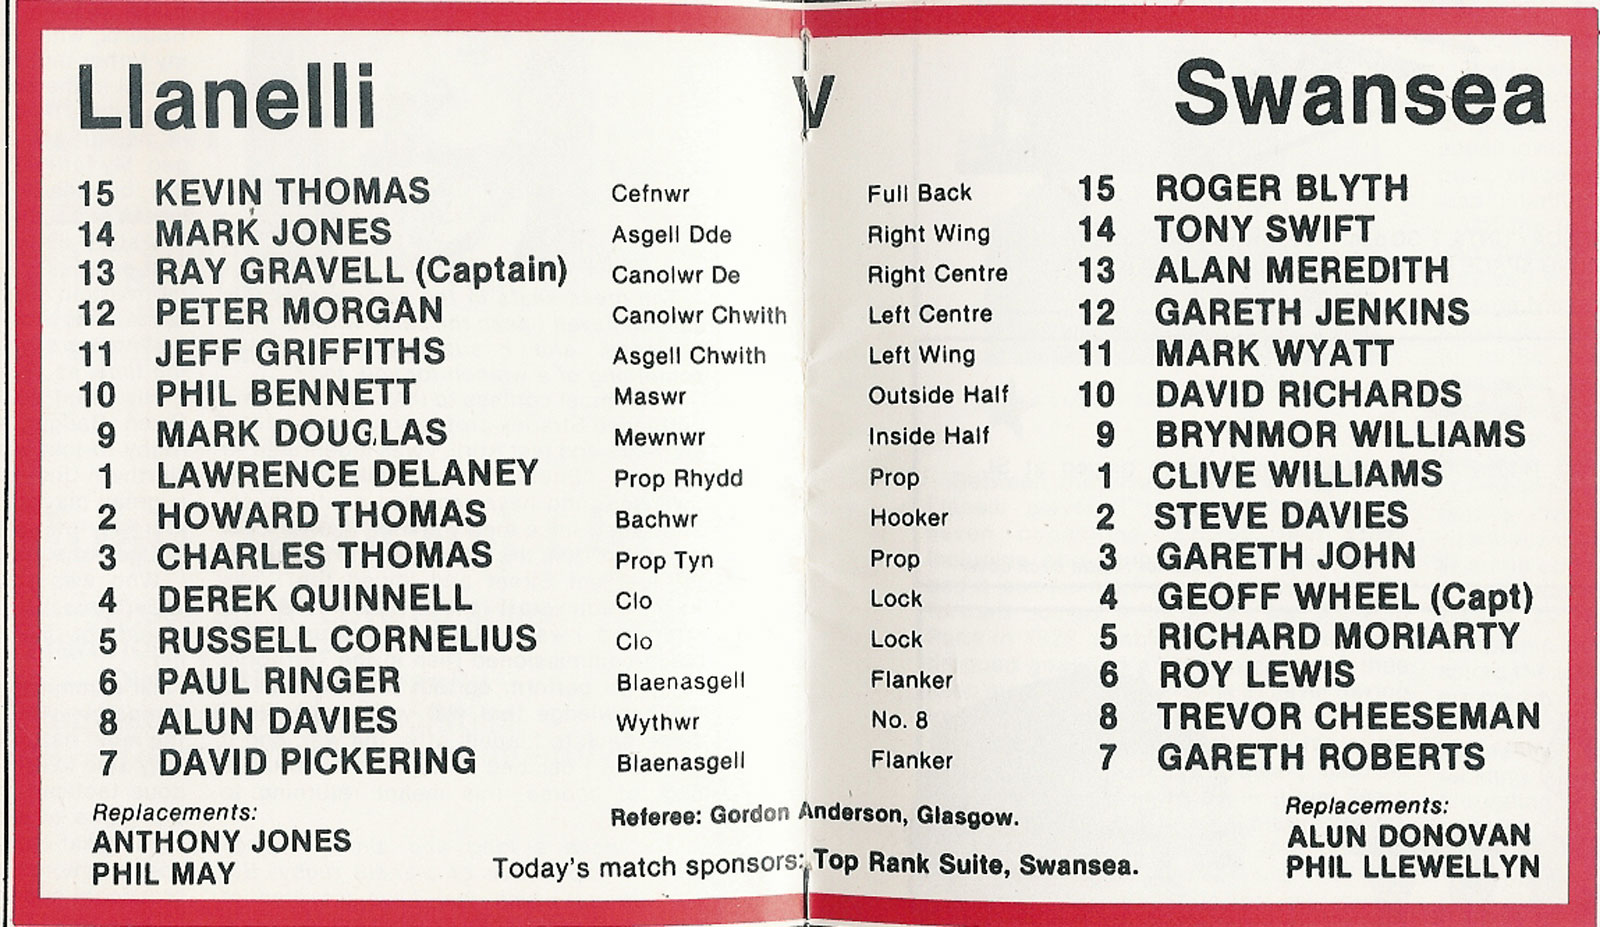 Llanelli v Swansea
15 KEVIN THOMAS Cefnwr Full Back 15 ROGER BLYTH
14 MARK JONES Asgell Dde Right Wing 14 TONY SWIFT
13 RAY GRAVELL (Captain) Canolwr De Right Centre 13 ALAN MEREDITH
12 PETER MORGAN Canolwr Chwith Left Centre 12 GARETH JENKINS
11 JEFF GRIFFITHS Asgell Chwith Left Wing 11 MARK WYATT
10 PHIL BENNETT Maswr Outside Half 10 DAVID RICHARDS
9 MARK DOUGLAS Mewnwr Inside Half 9 BRYNMOR WILLIAMS
1 LAWRENCE DELANEY Prop Rhydd Prop 1 CLIVE WILLIAMS
2 HOWARD THOMAS Bachwr Hooker 2 STEVE DAVIES
3 CHARLES THOMAS Prop Tyn Prop 3 GARETH JOHN
4 DEREK QUINNELL Clo Lock 4 GEOFF WHEEL (Capt)
5 RUSSELL CORNELIUS Clo Lock 5 RICHARD MORIARTY
6 PAUL RINGER Blaenasgell Flanker 6 ROY LEWIS
8 ALUN DAVIES Wythwr No. 8 8 TREVOR CHEESEMAN
7 DAVID PICKERING Blaenasgell Flanker 7 GARETH ROBERTS
Replacements:
ANTHONY JONES
PHIL MAY
Referee: Gordon Anderson, Glasgow.
Today's match sponsors: Top Rank Suite, Swansea.
Replacements:
ALUN DONOVAN
PHIL LLEWELLYN